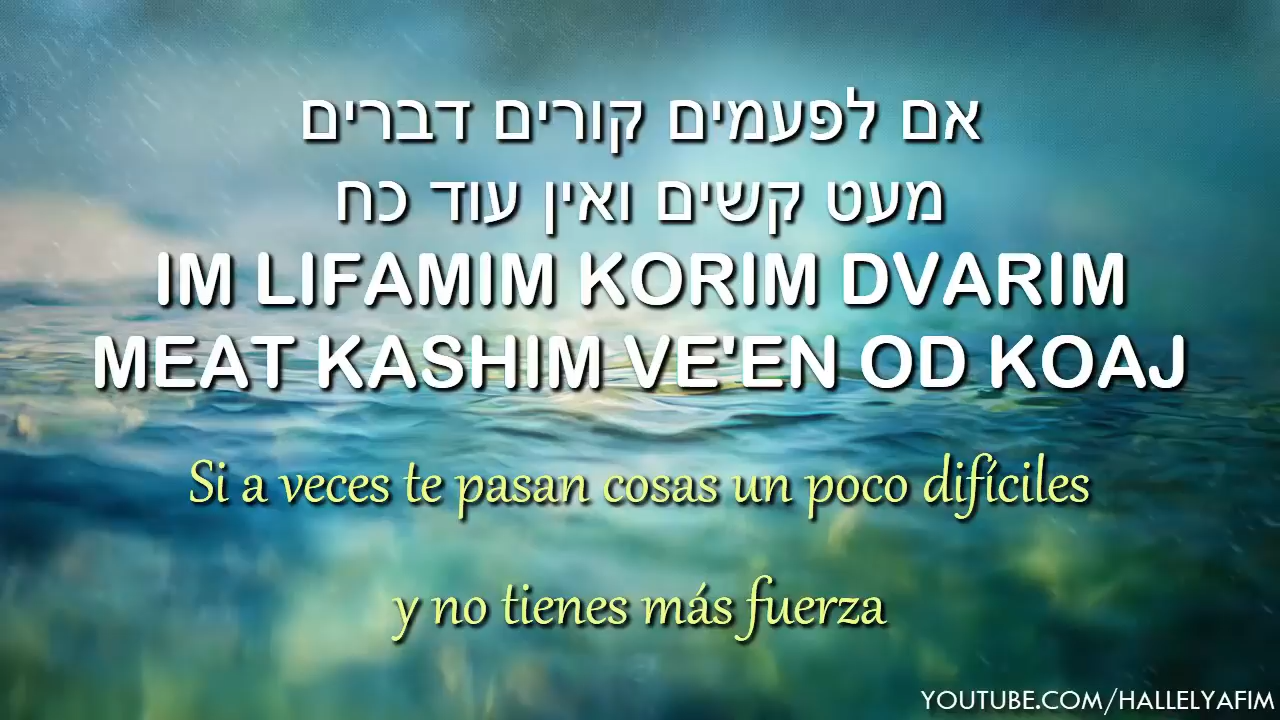 אם לפעמים קורים דברים
מעט קשים ואין עוד כח
IM LIFAMIM KORIM DVARIM
MEAT KASHIM VE'EN OD KOAJ
Si a veces te pasan cosas un poco difíciles
y no tienes más fuerza
YOUTUBE.COM/HALLELYAFIM